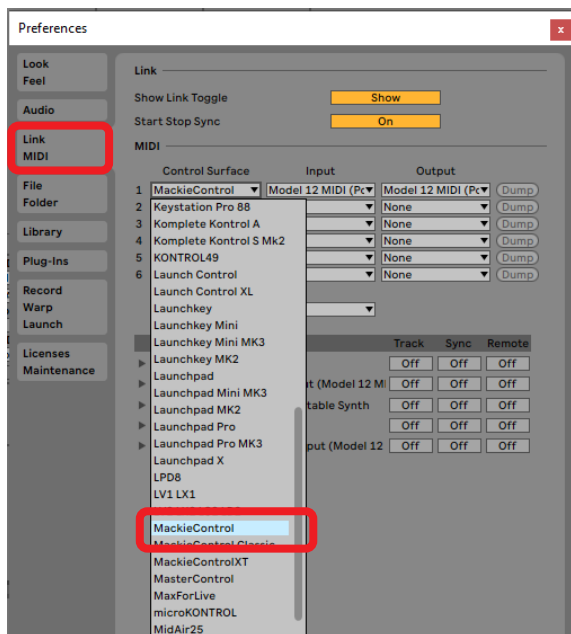 Preferences
x
Look
Feel
Audio
Link
MIDI
File
Folder
Library
Plug-Ins
Record
Warp
Launch
Licenses
Maintenance
Link
Show Link Toggle Show
Start Stop Sync On
MIDI
Control Surface Input Output
1 MackieControl Model 12 MIDI (Po Model 12 MIDI (Po Dump
2 None Dump
3 None Dump
4 None Dump
5 None Dump
6 None Dump
Keystation Pro 88
Komplete Kontrol A
Komplete Kontrol S Mk2
KONTROL49
Launch Control
Launch Control XL
Launchkey
Launchkey Mini
Launchkey Mini MK3
Launchkey MK2
Launchpad
Launchpad Mini MK3
Launchpad MK2
Launchpad Pro
Launchpad Pro MK3
Launchpad X
LPD8
LV1 LX1
MackieControl
MackieControl Classic
MackieControlXT
MasterControl
MaxForLive
microKONTROL
MidAir25
Track Sync Remote
Off Off Off
(Model 12 MI Off Off Off
table Synth Off Off Off
put (Model 12 Off Off Off